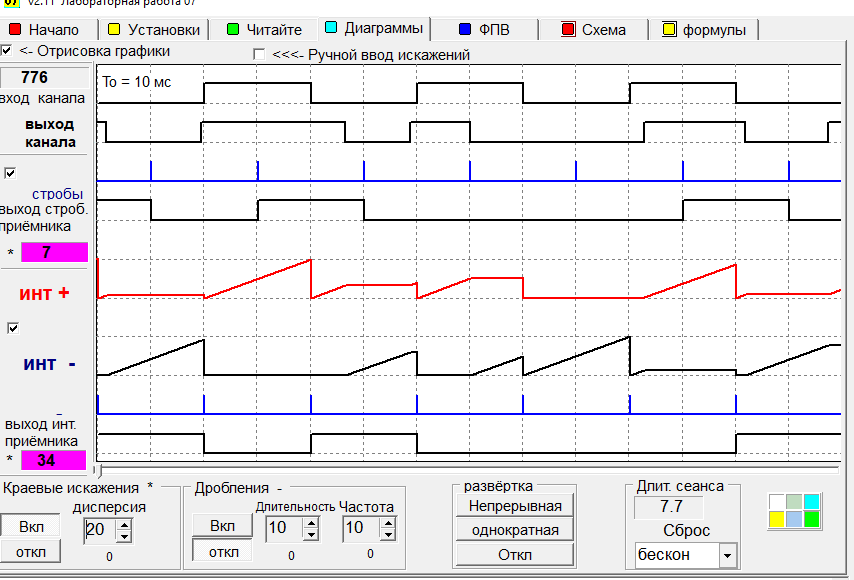 v2.11 Лабораторная работа 07
Начало Установки Читайте Диаграммы ФПВ Схема формулы
<- Отрисовка графики <<<- Ручной ввод искажений
776 То = 10 мс
вход канала
выход
канала
стробы
выход строб.
приёмника
* 7
инт +
инт -
-
выход инт.
приёмника
* 34
Краевые искажения * Дробления - развёртка Длит. сеанса
дисперсия Длительность Частота
Вкл 20 Вкл 10 10 Непрерывная 7.7
однократная Сброс
откл 0 откл 0 0 Откл бескон